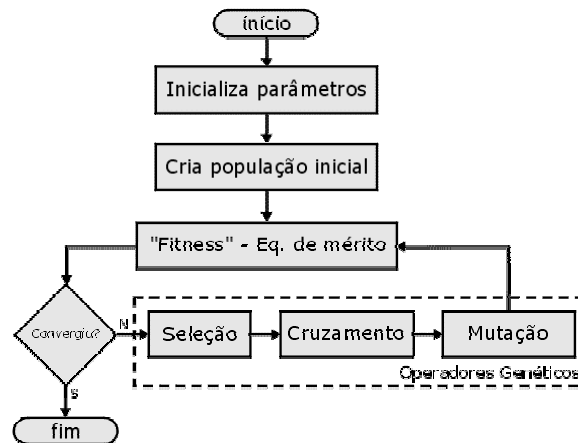 início
Inicializa parâmetros
Cria população inicial
"Fitness" - Eq. de mérito
Convergiu?
N
Seleção
Cruzamento
Mutação
Operadores Genéticos
S
fim